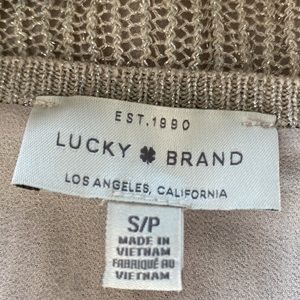 EST.1990
LUCKY BRAND
LOS ANGELES, CALIFORNIA
S/P
MADE IN
VIETNAM
FABRIQUÉ AU
VIETNAM